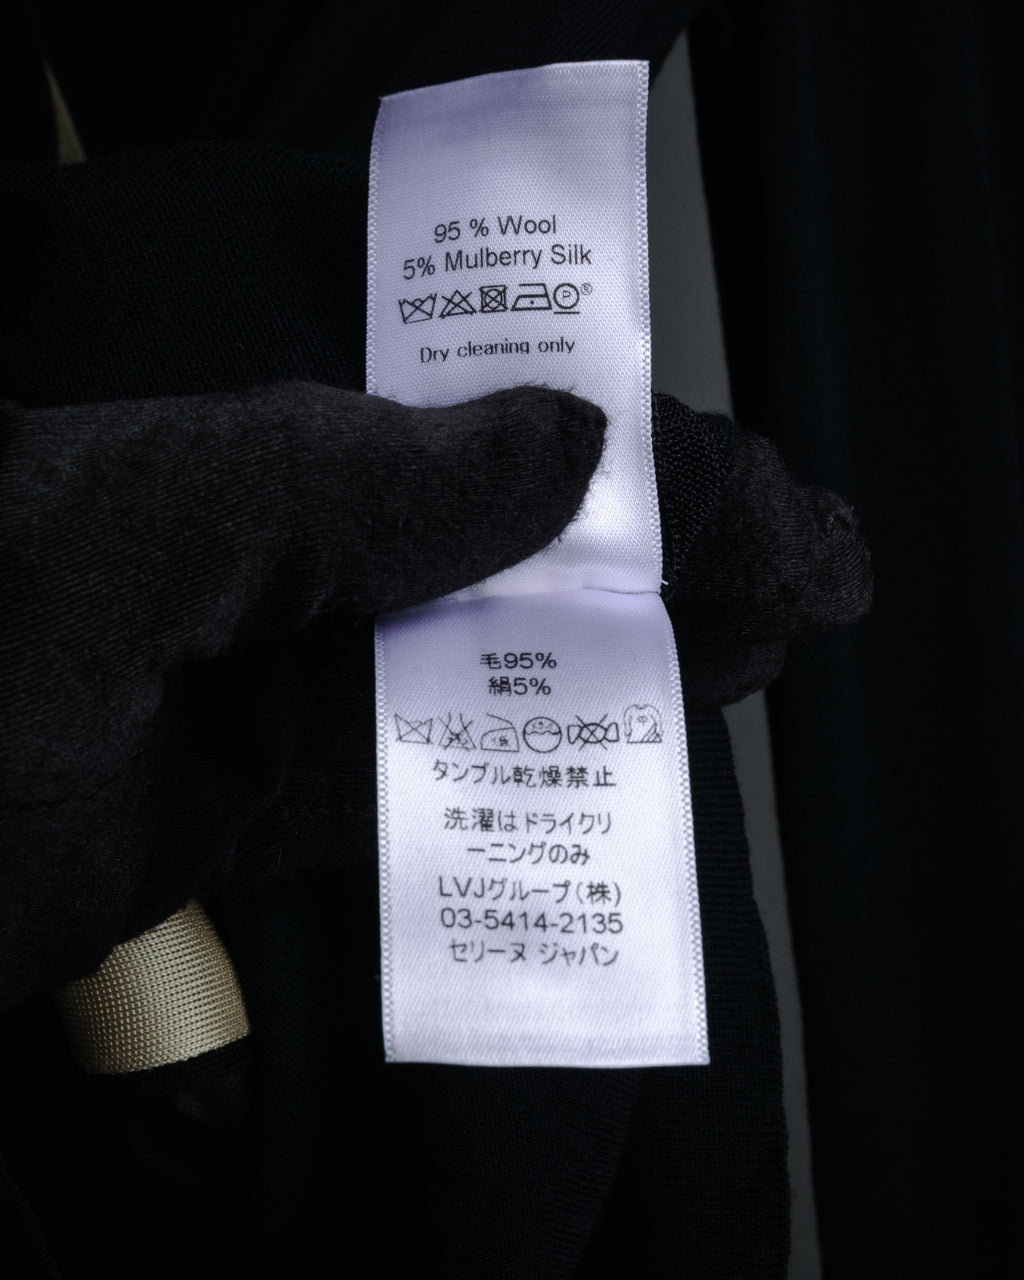 95 % Wool
5% Mulberry Silk
P®
Dry cleaning only
毛95%
絹5%
タンブル乾燥禁止
洗濯はドライクリ
ーニングのみ
LVJグループ(株)
03-5414-2135
セリーヌ ジャパン